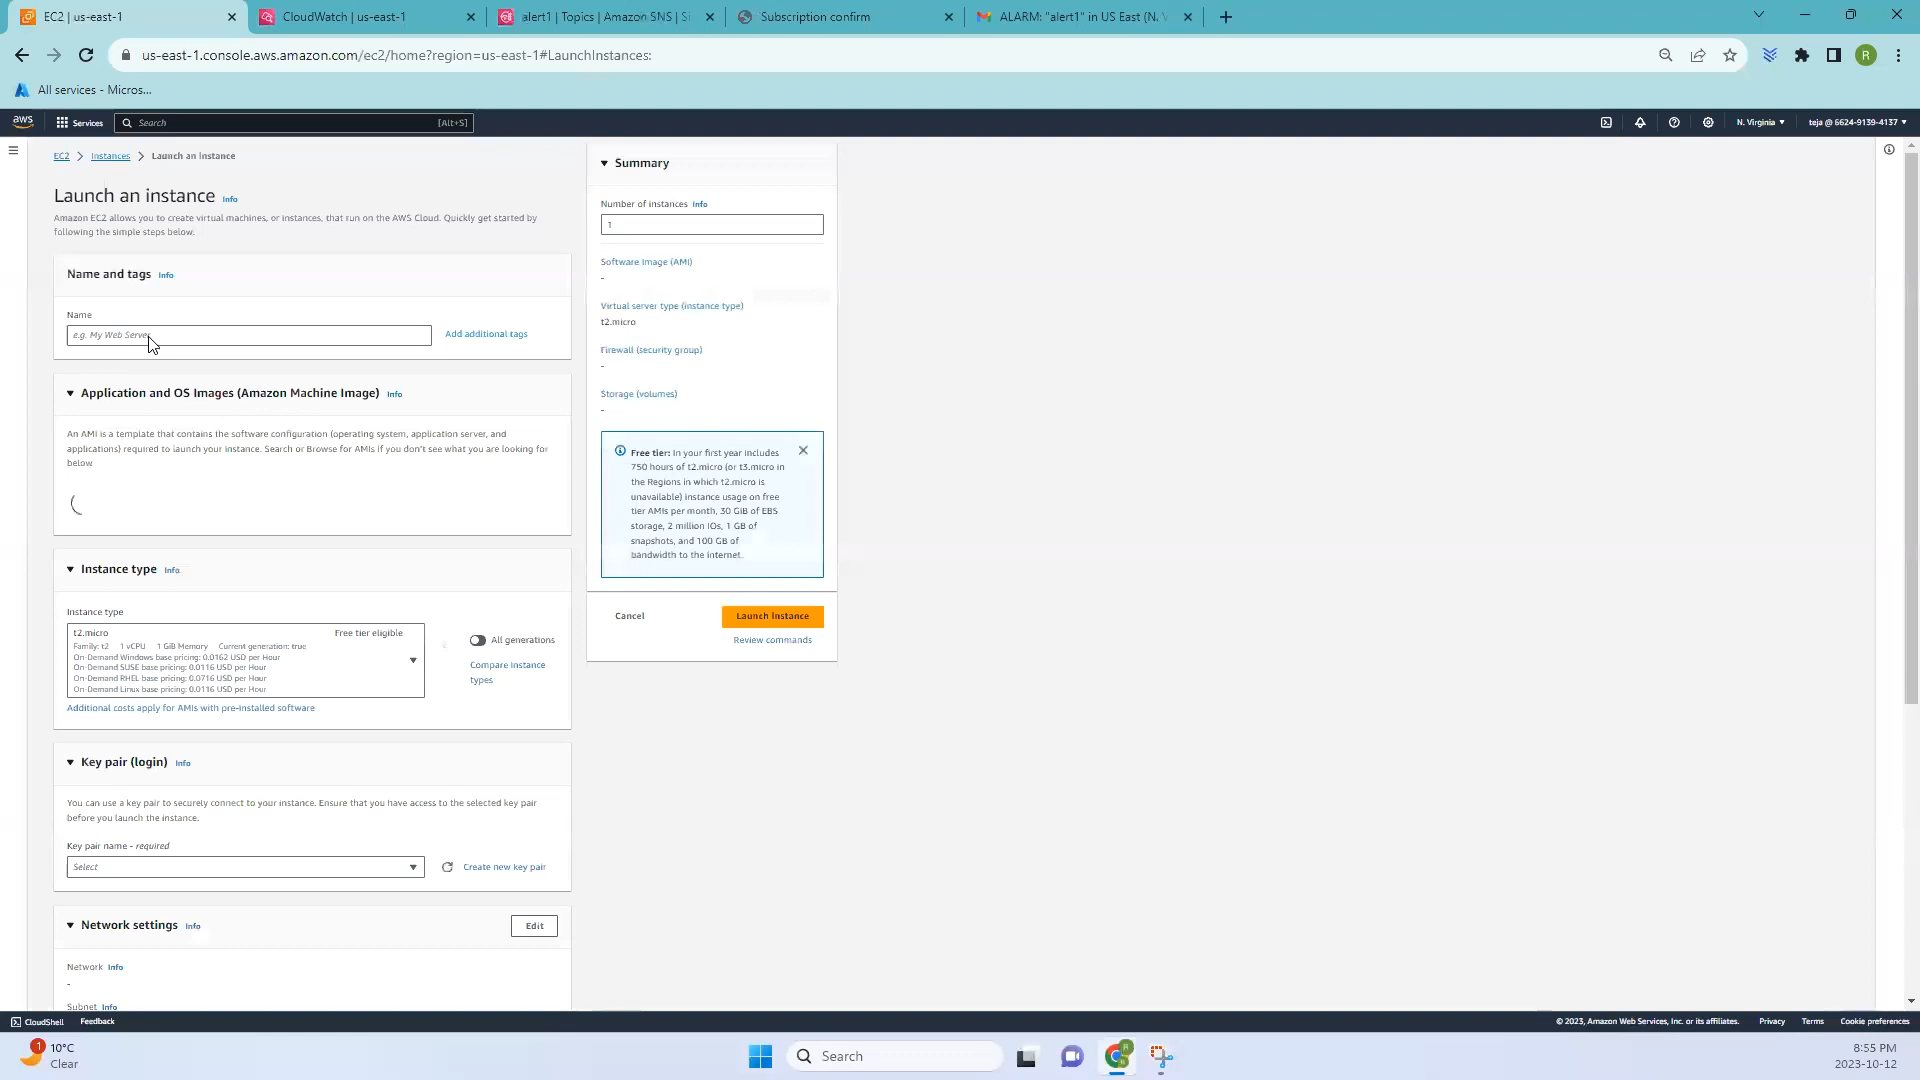 EC2 | us-east-1
CloudWatch | us-east-1
alert1 | Topics | Amazon SNS | Si
Subscription confirm
ALARM: "alert1" in US East (N. V
us-east-1.console.aws.amazon.com/ec2/home?region=us-east-1#LaunchInstances:
R
All services - Micros...
aws
Services
Search
[Alt+S]
N. Virginia
teja @ 6624-9139-4137
EC2
Instances
Launch an instance
Launch an instance Info
Amazon EC2 allows you to create virtual machines, or instances, that run on the AWS Cloud. Quickly get started by
following the simple steps below.
Name and tags Info
Name
e.g. My Web Server
Add additional tags
Application and OS Images (Amazon Machine Image) Info
An AMI is a template that contains the software configuration (operating system, application server, and
applications) required to launch your instance. Search or Browse for AMIs if you don't see what you are looking for
below
Instance type Info
Instance type
t2.micro
Free tier eligible
Family: t2 1 vCPU 1 GiB Memory Current generation: true
On-Demand Windows base pricing: 0.0162 USD per Hour
On-Demand SUSE base pricing: 0.0116 USD per Hour
On-Demand RHEL base pricing: 0.0716 USD per Hour
On-Demand Linux base pricing: 0.0116 USD per Hour
All generations
Compare instance
types
Additional costs apply for AMIs with pre-installed software
Key pair (login) Info
You can use a key pair to securely connect to your instance. Ensure that you have access to the selected key pair
before you launch the instance.
Key pair name - required
Select
Create new key pair
Network settings Info
Edit
Network Info
-
Subnet Info
Summary
Number of instances Info
1
Software Image (AMI)
-
Virtual server type (instance type)
t2.micro
Firewall (security group)
-
Storage (volumes)
-
Free tier: In your first year includes
750 hours of t2.micro (or t3.micro in
the Regions in which t2.micro is
unavailable) instance usage on free
tier AMIs per month, 30 GiB of EBS
storage, 2 million IOs, 1 GB of
snapshots, and 100 GB of
bandwidth to the internet.
Cancel
Launch instance
Review commands
CloudShell
Feedback
© 2023, Amazon Web Services, Inc. or its affiliates.
Privacy
Terms
Cookie preferences
1
10°C
Clear
Search
R
8:55 PM
2023-10-12